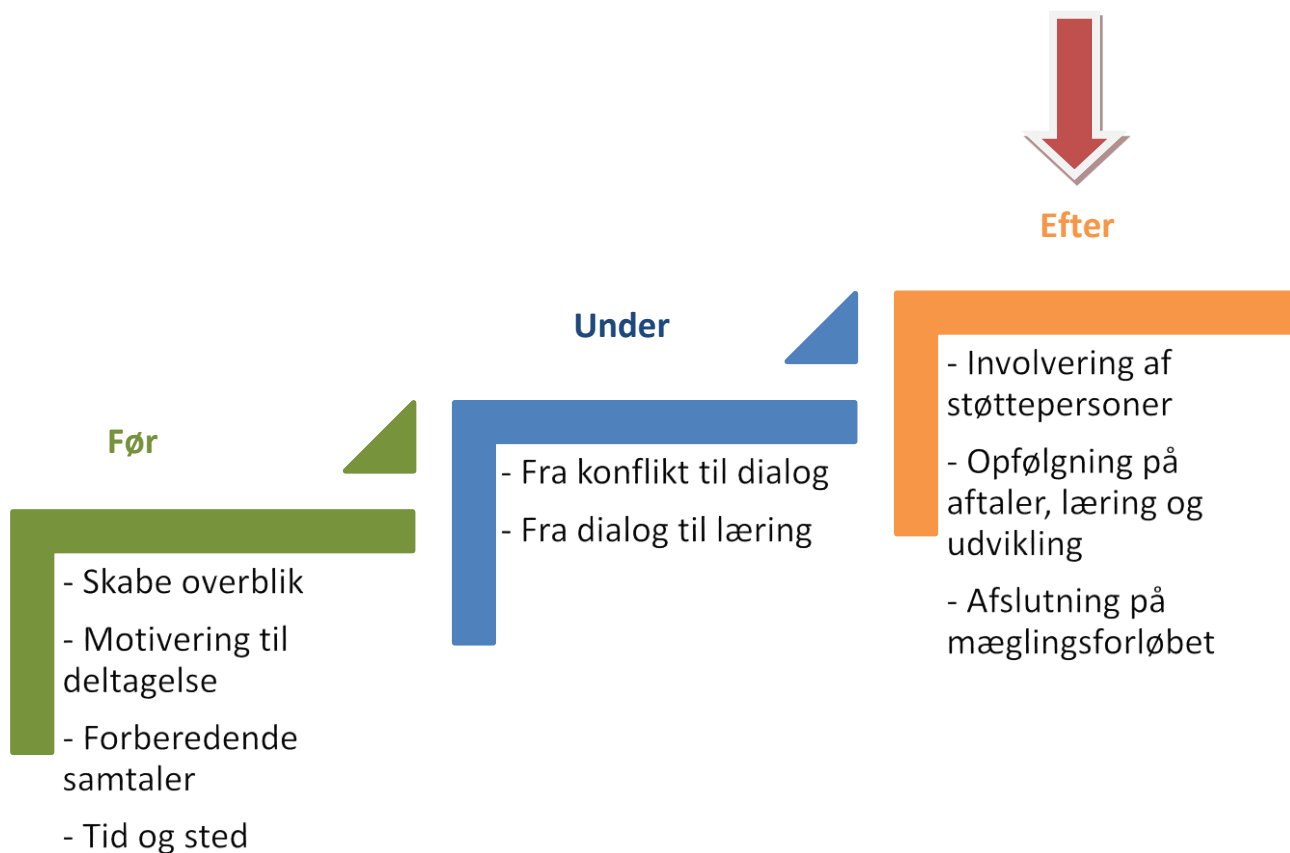 Før
- Skabe overblik
- Motivering til
deltagelse
- Forberedende
samtaler
- Tid og sted
Under
- Fra konflikt til dialog
- Fra dialog til læring
Efter
- Involvering af
støttepersoner
- Opfølgning på
aftaler, læring og
udvikling
- Afslutning på
mæglingsforløbet